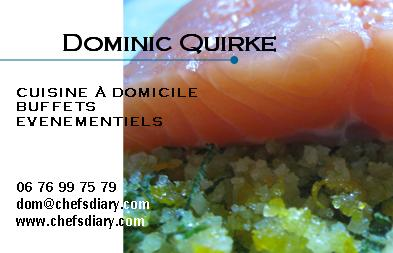 Dominic Quirke
CUISINE À DOMICILE
BUFFETS
EVENEMENTIELS
06 76 99 75 79
dom@chefsdiary.com
www.chefsdiary.com